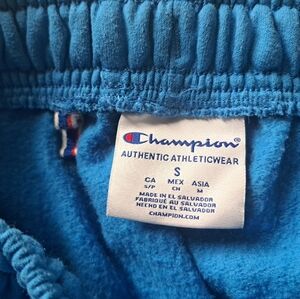 Champion®
AUTHENTIC ATHLETICWEAR
S
CA MEX ASIA
S/P CH M
MADE IN EL SALVADOR
FABRIQUÉ AU SALVADOR
HECHO EN EL SALVADOR
CHAMPION.COM